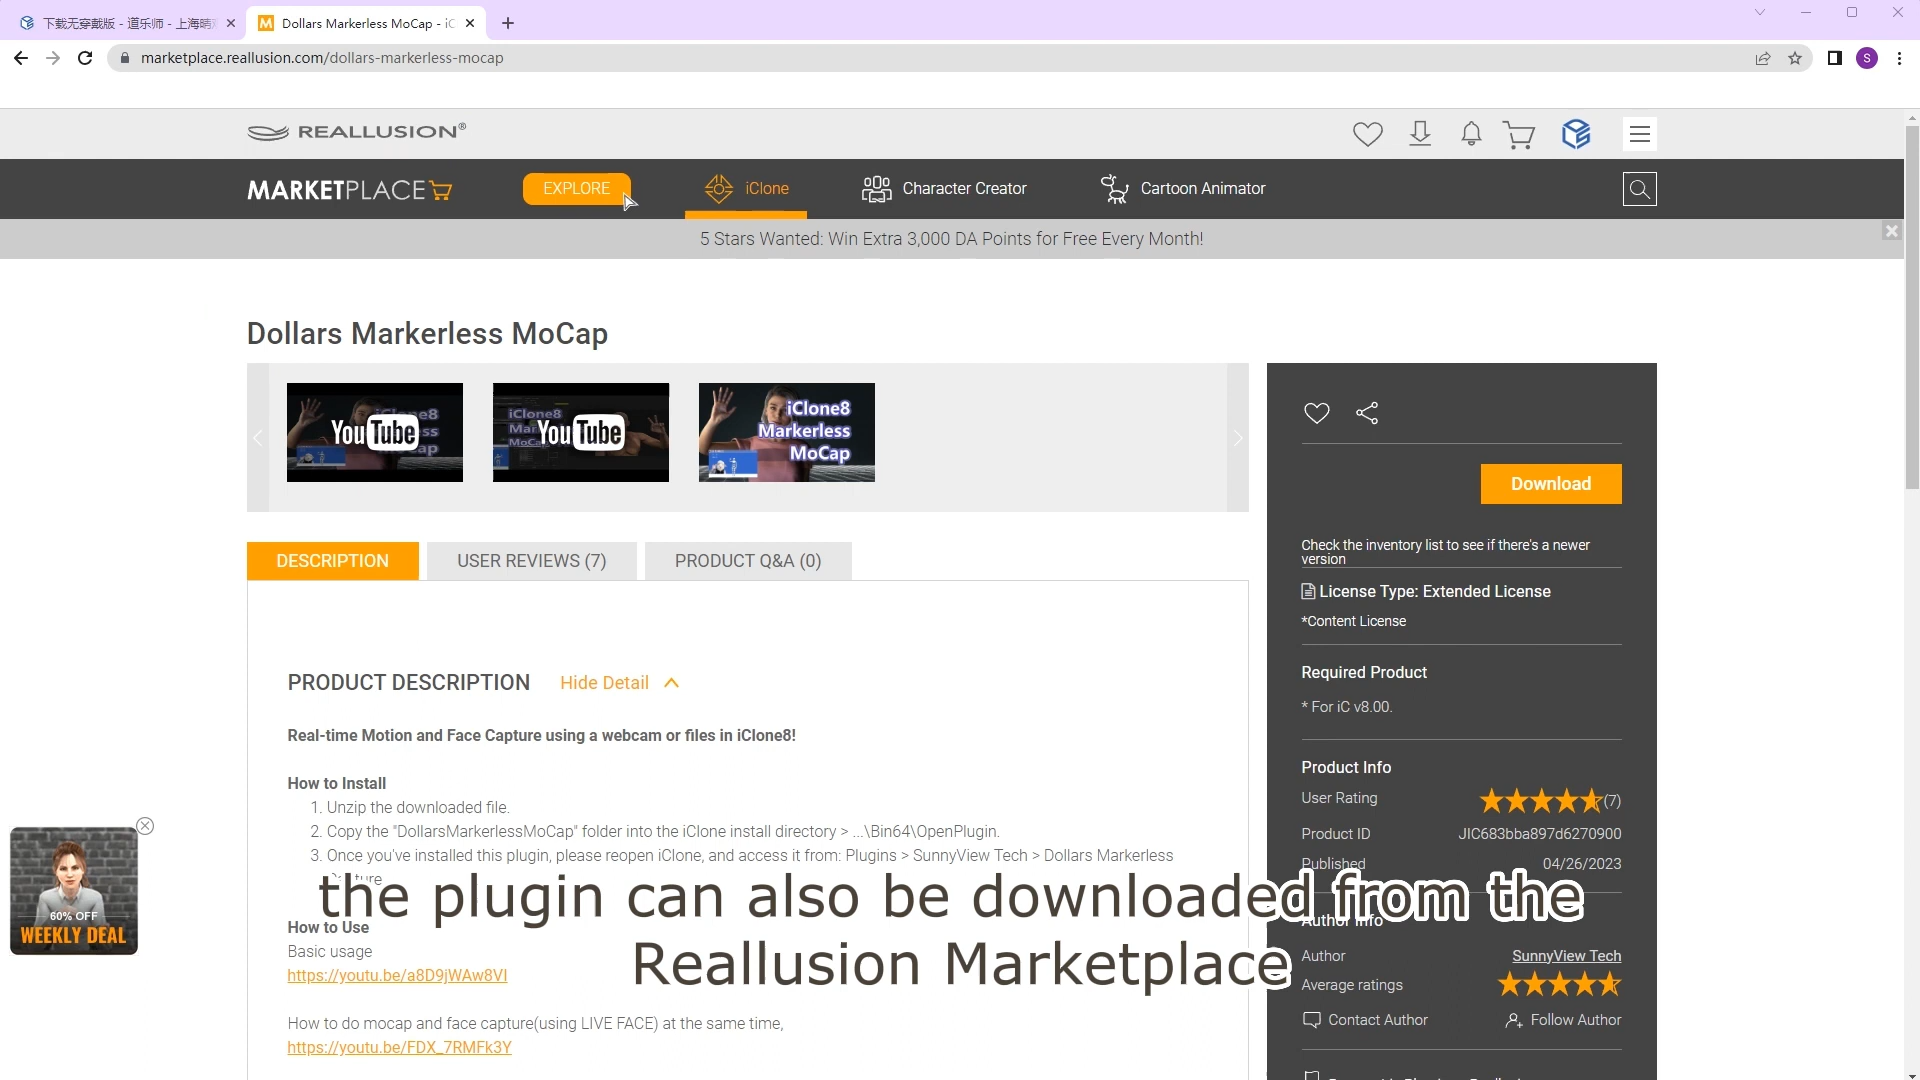 下载无穿戴版 - 道乐师 - 上海晴
Dollars Markerless MoCap - iC
marketplace.reallusion.com/dollars-markerless-mocap
S
REALLUSION®
MARKETPLACE
EXPLORE
iClone
Character Creator
Cartoon Animator
5 Stars Wanted: Win Extra 3,000 DA Points for Free Every Month!
Dollars Markerless MoCap
YouTube
YouTube
iClone8
Markerless
MoCap
Download
Check the inventory list to see if there's a newer
version
DESCRIPTION
USER REVIEWS (7)
PRODUCT Q&A (0)
License Type: Extended License
*Content License
Required Product
* For iC v8.00.
PRODUCT DESCRIPTION
Hide Detail
Real-time Motion and Face Capture using a webcam or files in iClone8!
How to Install
1. Unzip the downloaded file.
2. Copy the "DollarsMarkerlessMoCap" folder into the iClone install directory > ...\Bin64\OpenPlugin.
3. Once you've installed this plugin, please reopen iClone, and access it from: Plugins > SunnyView Tech > Dollars Markerless
Product Info
User Rating
(7)
Product ID
JIC683bba897d6270900
Published
04/26/2023
the plugin can also be downloaded from the
Reallusion Marketplace
60% OFF
WEEKLY DEAL
How to Use
Basic usage
https://youtu.be/a8D9jWAw8VI
How to do mocap and face capture(using LIVE FACE) at the same time,
https://youtu.be/FDX_7RMFk3Y
Author Info
Author
SunnyView Tech
Average ratings
Contact Author
Follow Author